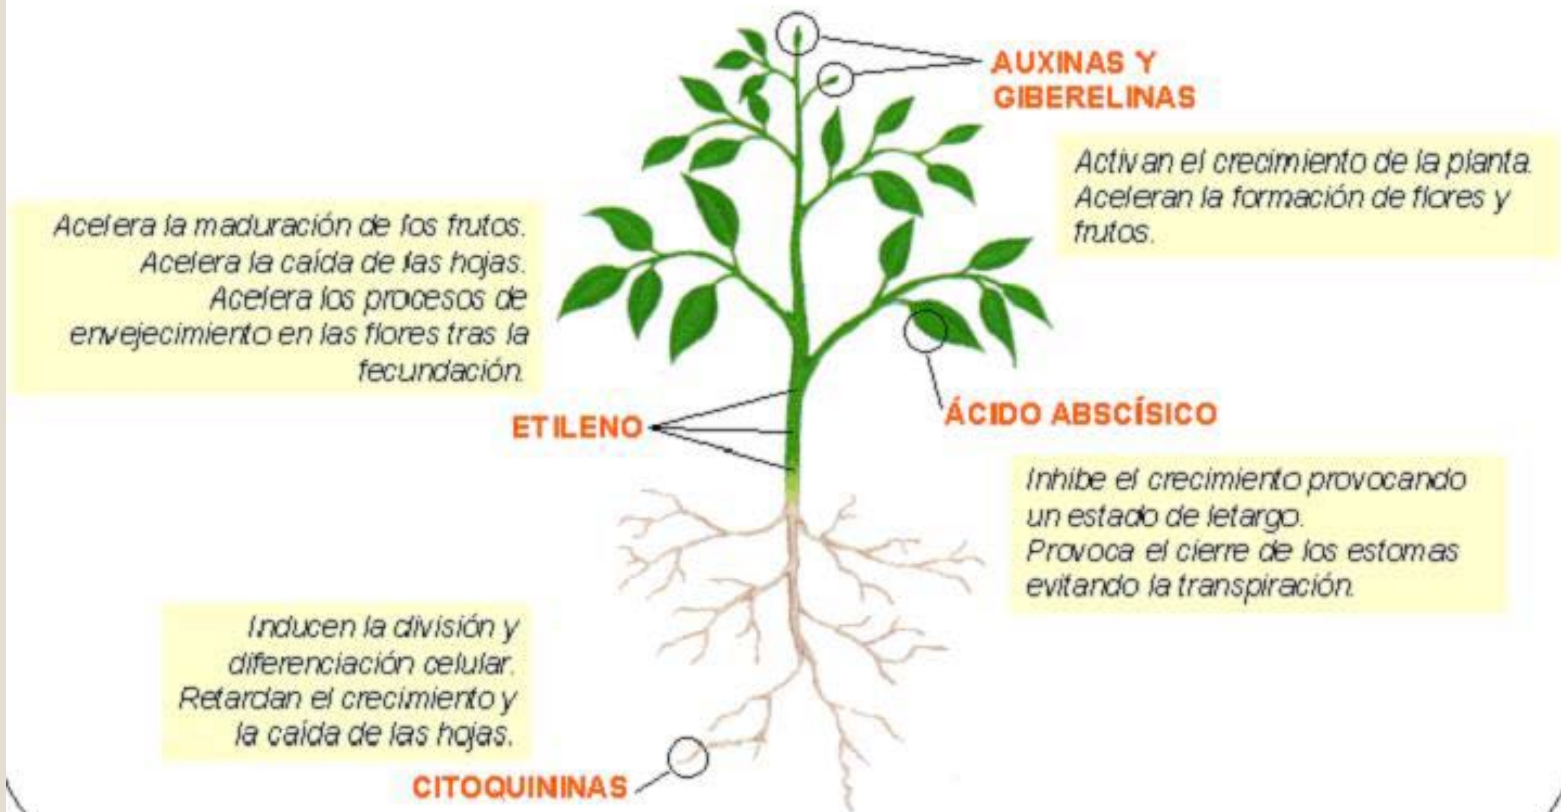 AUXINAS Y
GIBERELINAS
Activan el crecimiento de la planta.
Aceleran la formación de flores y
frutos.
Acelera la maduración de los frutos.
Acelera la caída de las hojas.
Acelera los procesos de
envejecimiento en las flores tras la
fecundación.
ETILENO
ÁCIDO ABSCÍSICO
Inhibe el crecimiento provocando
un estado de letargo.
Provoca el cierre de los estomas
evitando la transpiración.
Inducen la división y
diferenciación celular.
Retardan el crecimiento y
la caída de las hojas.
CITOQUININAS